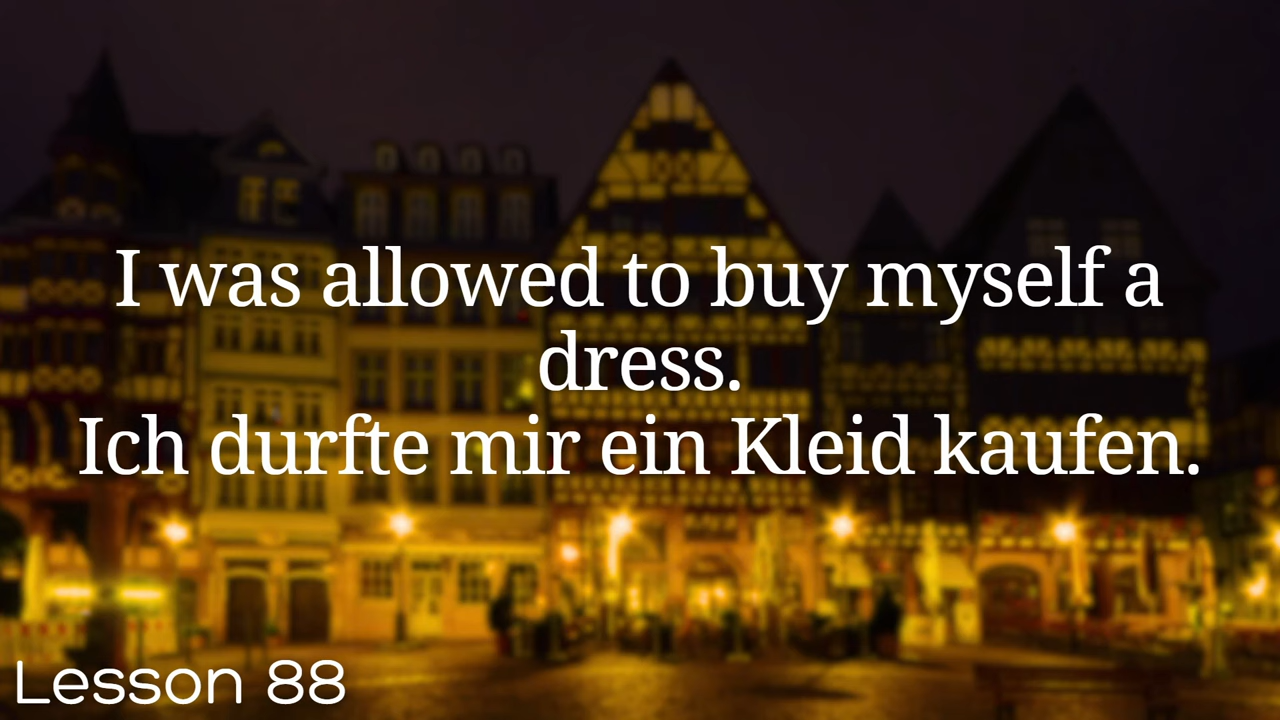 I was allowed to buy myself a
dress.
Ich durfte mir ein Kleid kaufen.
Lesson 88